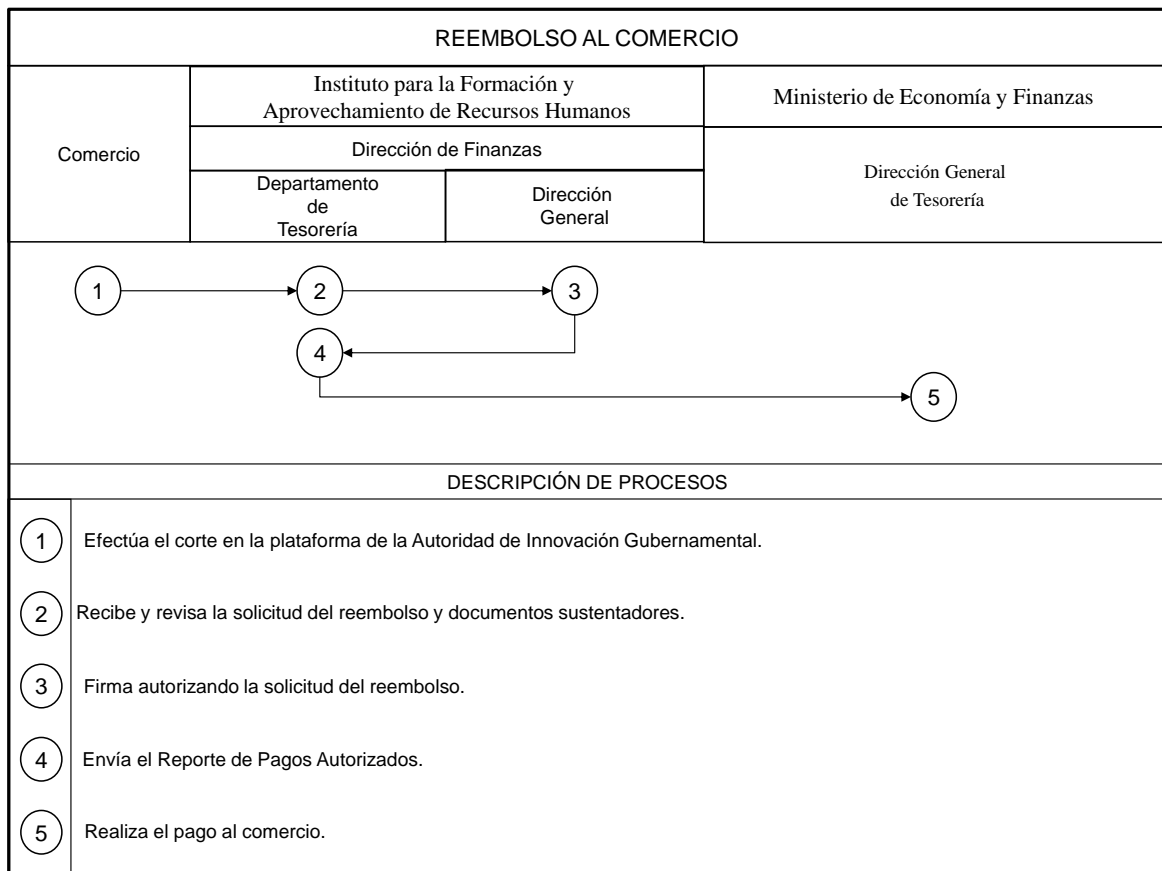 REEMBOLSO AL COMERCIO
Comercio
Instituto para la Formación y
Aprovechamiento de Recursos Humanos
Ministerio de Economía y Finanzas
Dirección de Finanzas
Departamento
de
Tesorería
Dirección
General
Dirección General
de Tesorería
1
2
3
4
5
DESCRIPCIÓN DE PROCESOS
1 Efectúa el corte en la plataforma de la Autoridad de Innovación Gubernamental.
2 Recibe y revisa la solicitud del reembolso y documentos sustentadores.
3 Firma autorizando la solicitud del reembolso.
4 Envía el Reporte de Pagos Autorizados.
5 Realiza el pago al comercio.